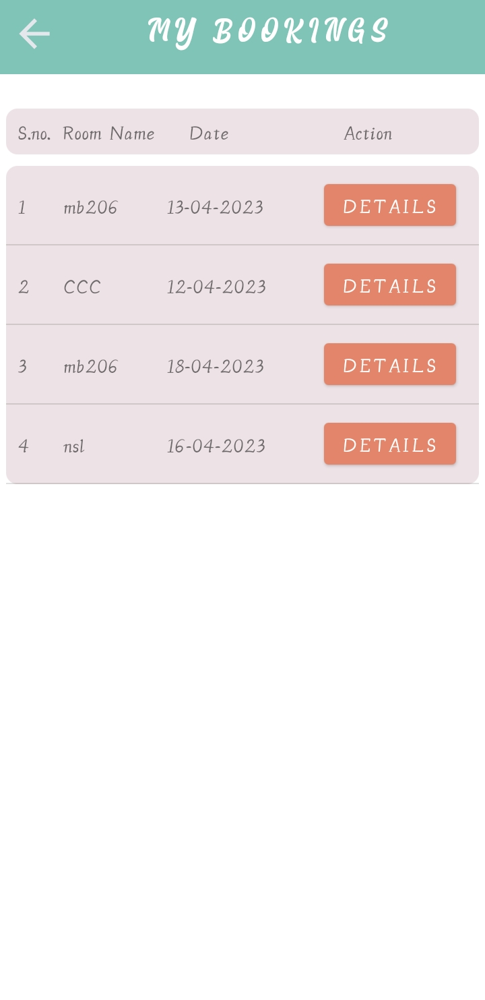 MY BOOKINGS
S.no. Room Name Date Action
1 mb206 13-04-2023 DETAILS
2 CCC 12-04-2023 DETAILS
3 mb206 18-04-2023 DETAILS
4 nsl 16-04-2023 DETAILS